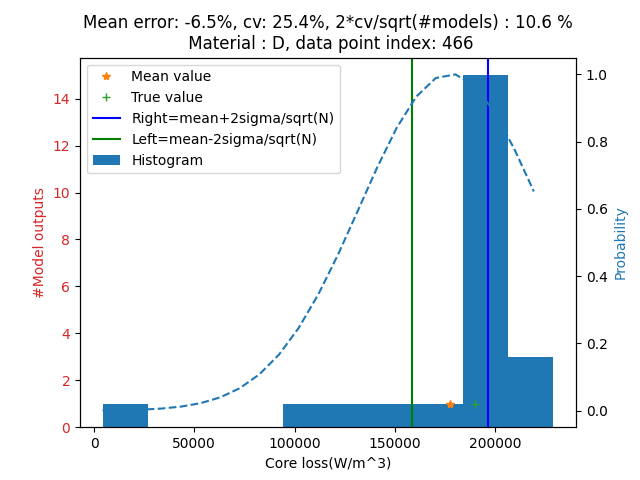 Mean error: -6.5%, cv: 25.4%, 2*cv/sqrt(#models) : 10.6 %
Material : D, data point index: 466
Mean value
True value
Right=mean+2sigma/sqrt(N)
Left=mean-2sigma/sqrt(N)
Histogram
#Model outputs
14
12
10
8
6
4
2
0
Probability
1.0
0.8
0.6
0.4
0.2
0.0
0
50000
100000
150000
200000
Core loss(W/m^3)